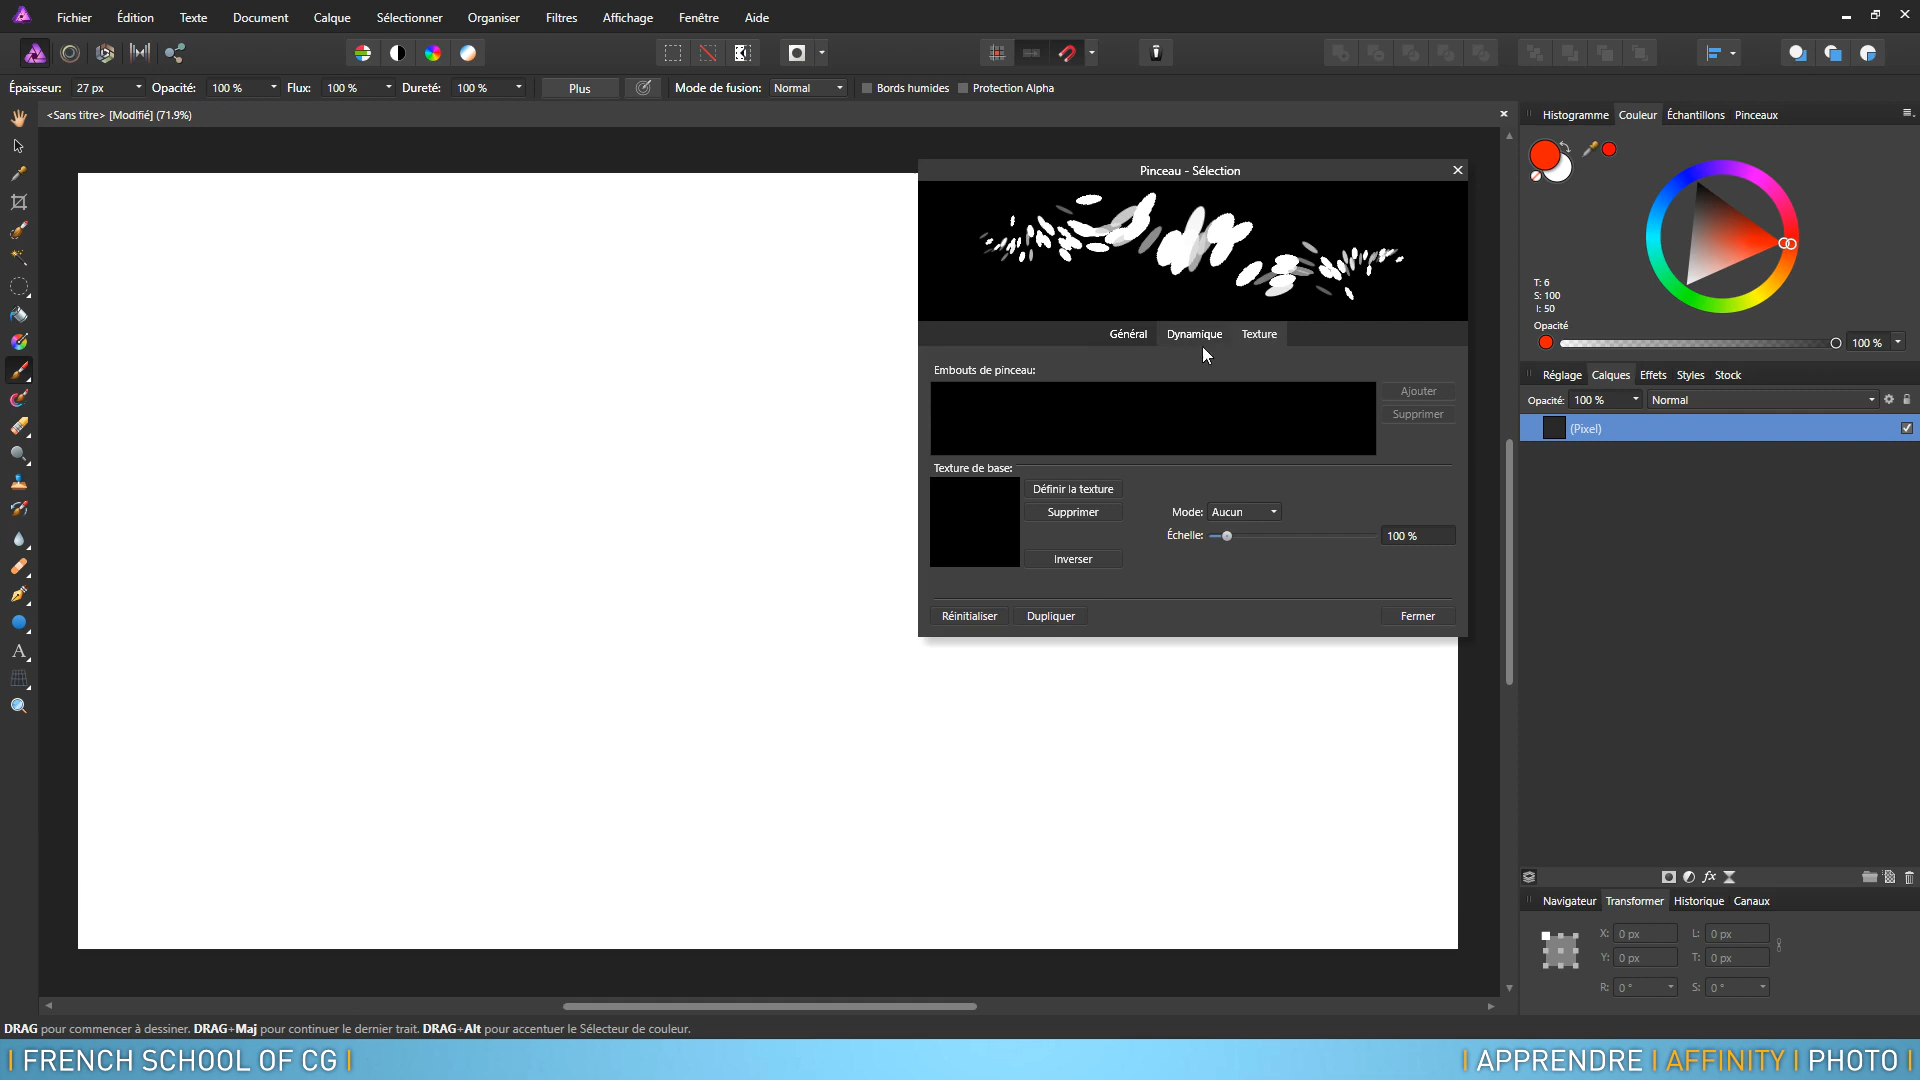 Fichier Édition Texte Document Calque Sélectionner Organiser Filtres Affichage Fenêtre Aide
Épaisseur: 27 px Opacité: 100 % Flux: 100 % Dureté: 100 % Plus Mode de fusion: Normal Bords humides Protection Alpha
<Sans titre> [Modifié] (71.9%)
Histogramme Couleur Échantillons Pinceaux
Pinceau - Sélection
T: 6
S: 100
I: 50
Opacité
100 %
Général Dynamique Texture
Embouts de pinceau:
Ajouter
Supprimer
Texture de base:
Définir la texture
Supprimer
Mode: Aucun
Échelle: 100 %
Inverser
Réinitialiser Dupliquer Fermer
Réglage Calques Effets Styles Stock
Opacité: 100 % Normal
(Pixel)
Navigateur Transformer Historique Canaux
X: 0 px L: 0 px
Y: 0 px T: 0 px
R: 0 ° S: 0 °
DRAG pour commencer à dessiner. DRAG+Maj pour continuer le dernier trait. DRAG+Alt pour accentuer le Sélecteur de couleur.
| FRENCH SCHOOL OF CG | | APPRENDRE | AFFINITY | PHOTO |